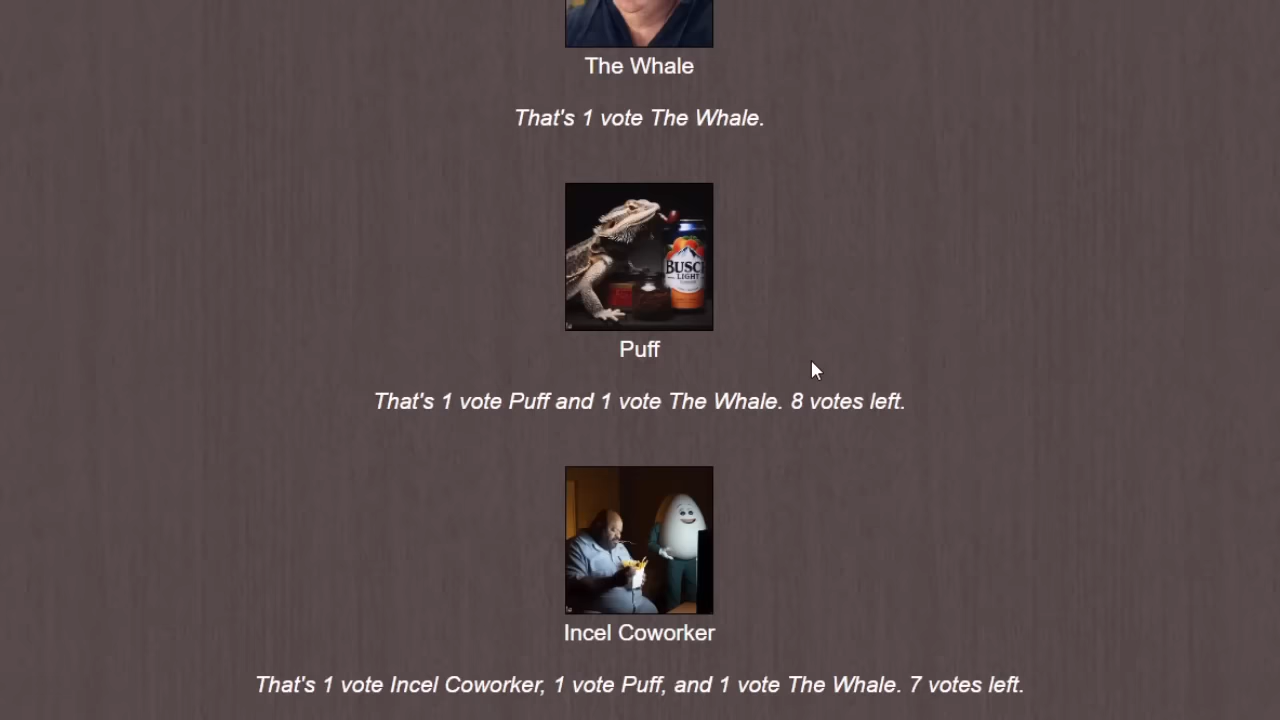 The Whale
That's 1 vote The Whale.
BUSCH
LIGHT
Puff
That's 1 vote Puff and 1 vote The Whale. 8 votes left.
Incel Coworker
That's 1 vote Incel Coworker, 1 vote Puff, and 1 vote The Whale. 7 votes left.